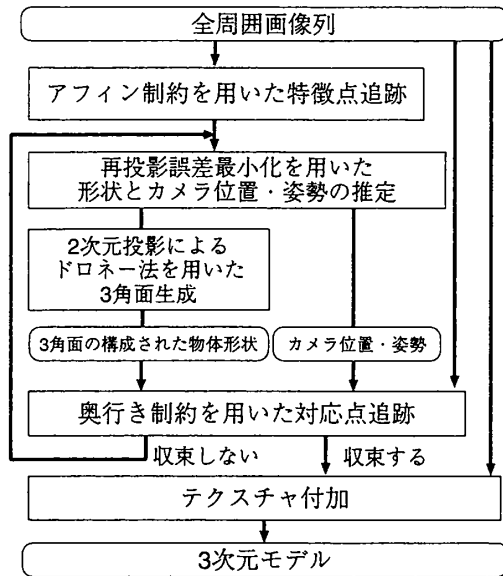 全周囲画像列
アフィン制約を用いた特徴点追跡
再投影誤差最小化を用いた
形状とカメラ位置・姿勢の推定
2次元投影による
ドロネー法を用いた
3角面生成
3角面の構成された物体形状
カメラ位置・姿勢
奥行き制約を用いた対応点追跡
収束しない
収束する
テクスチャ付加
3次元モデル